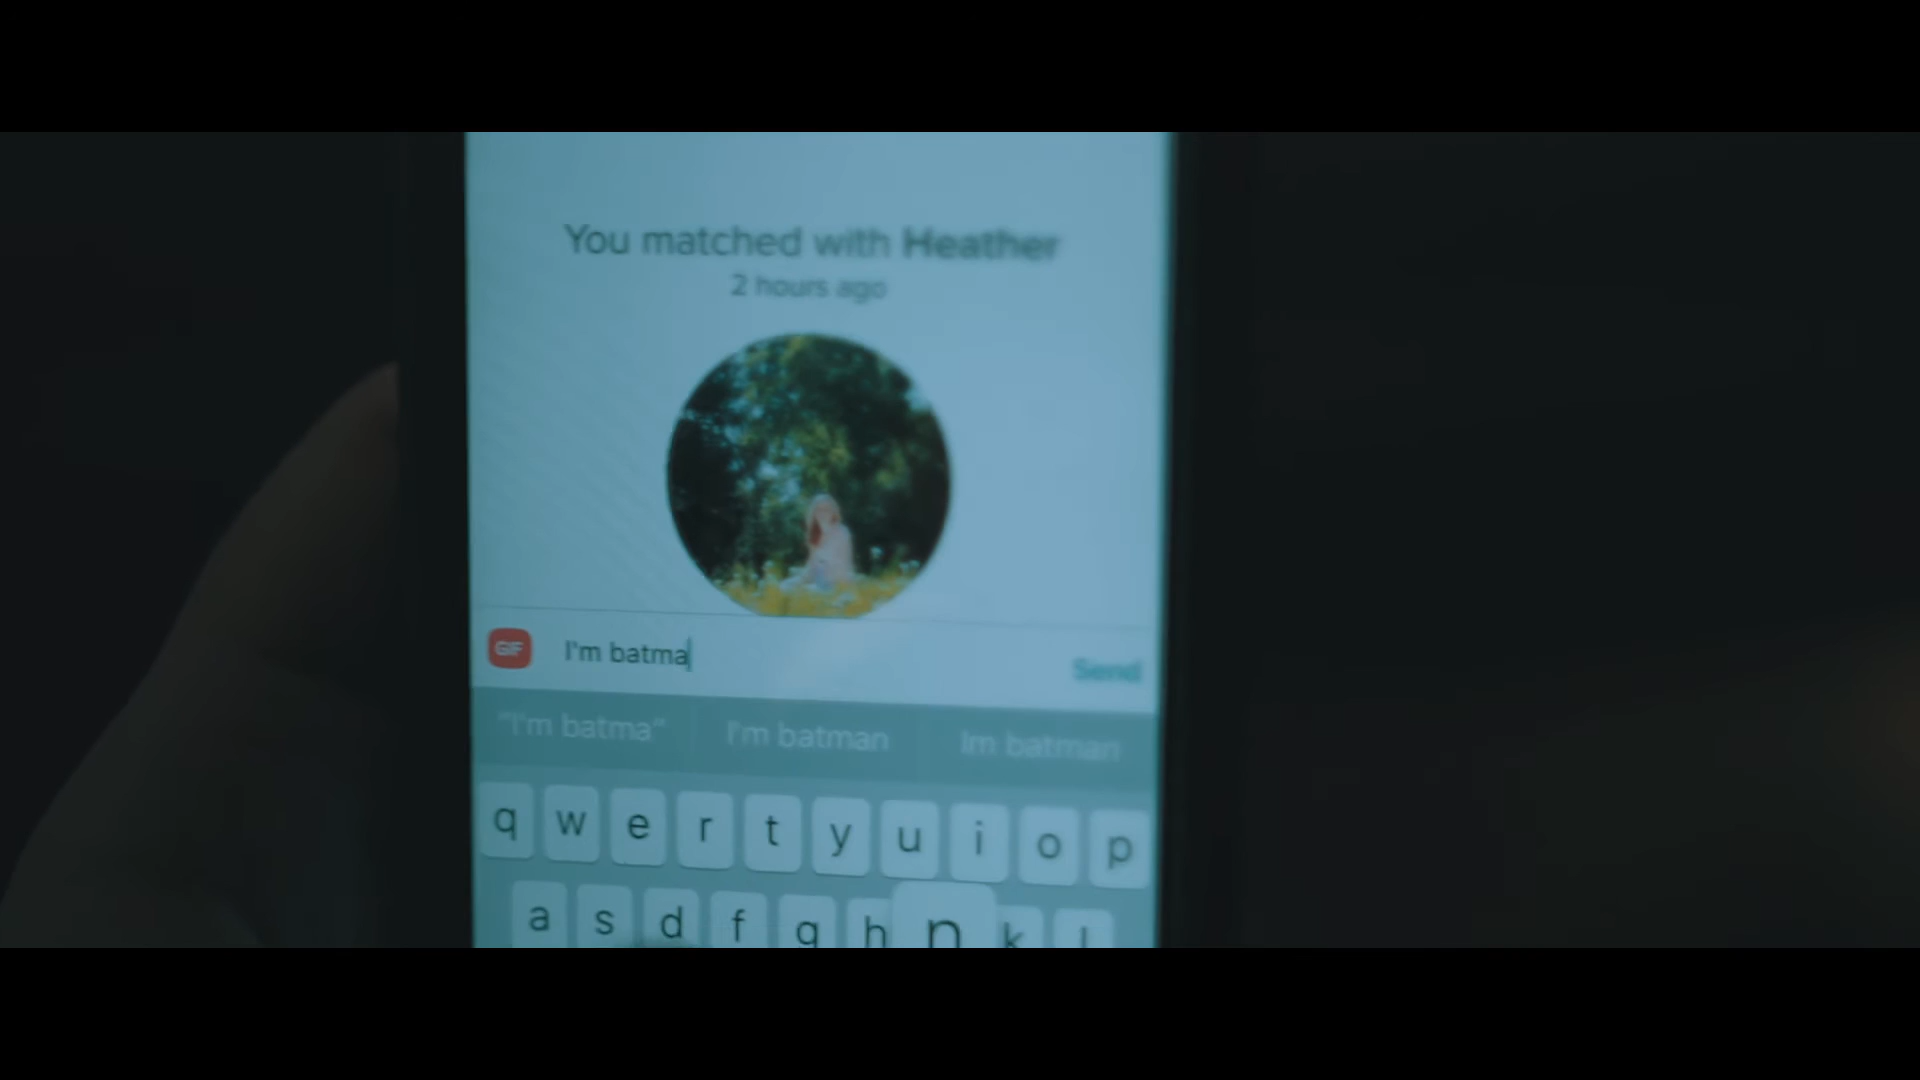 You matched with Heather
2 hours ago
GIF
I'm batma
Send
"I'm batma"
I'm batman
Im batman
q w e r t y u i o p
a s d f g h n k l